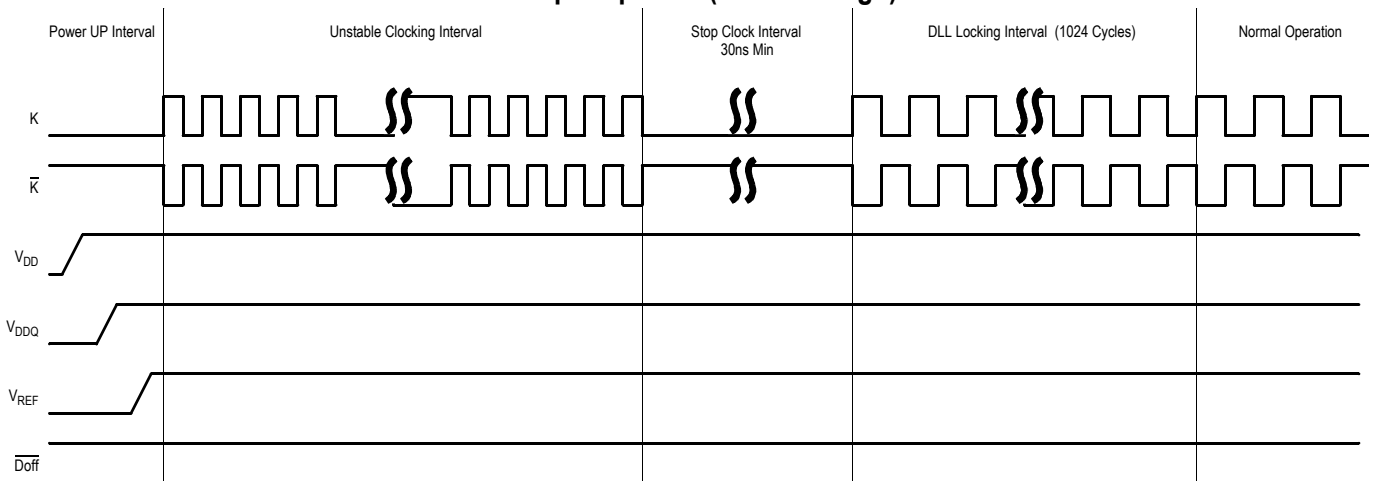 Power UP Interval
Unstable Clocking Interval
Stop Clock Interval
30ns Min
DLL Locking Interval (1024 Cycles)
Normal Operation
K
K̅
VDD
VDDQ
VREF
D̅o̅f̅f̅